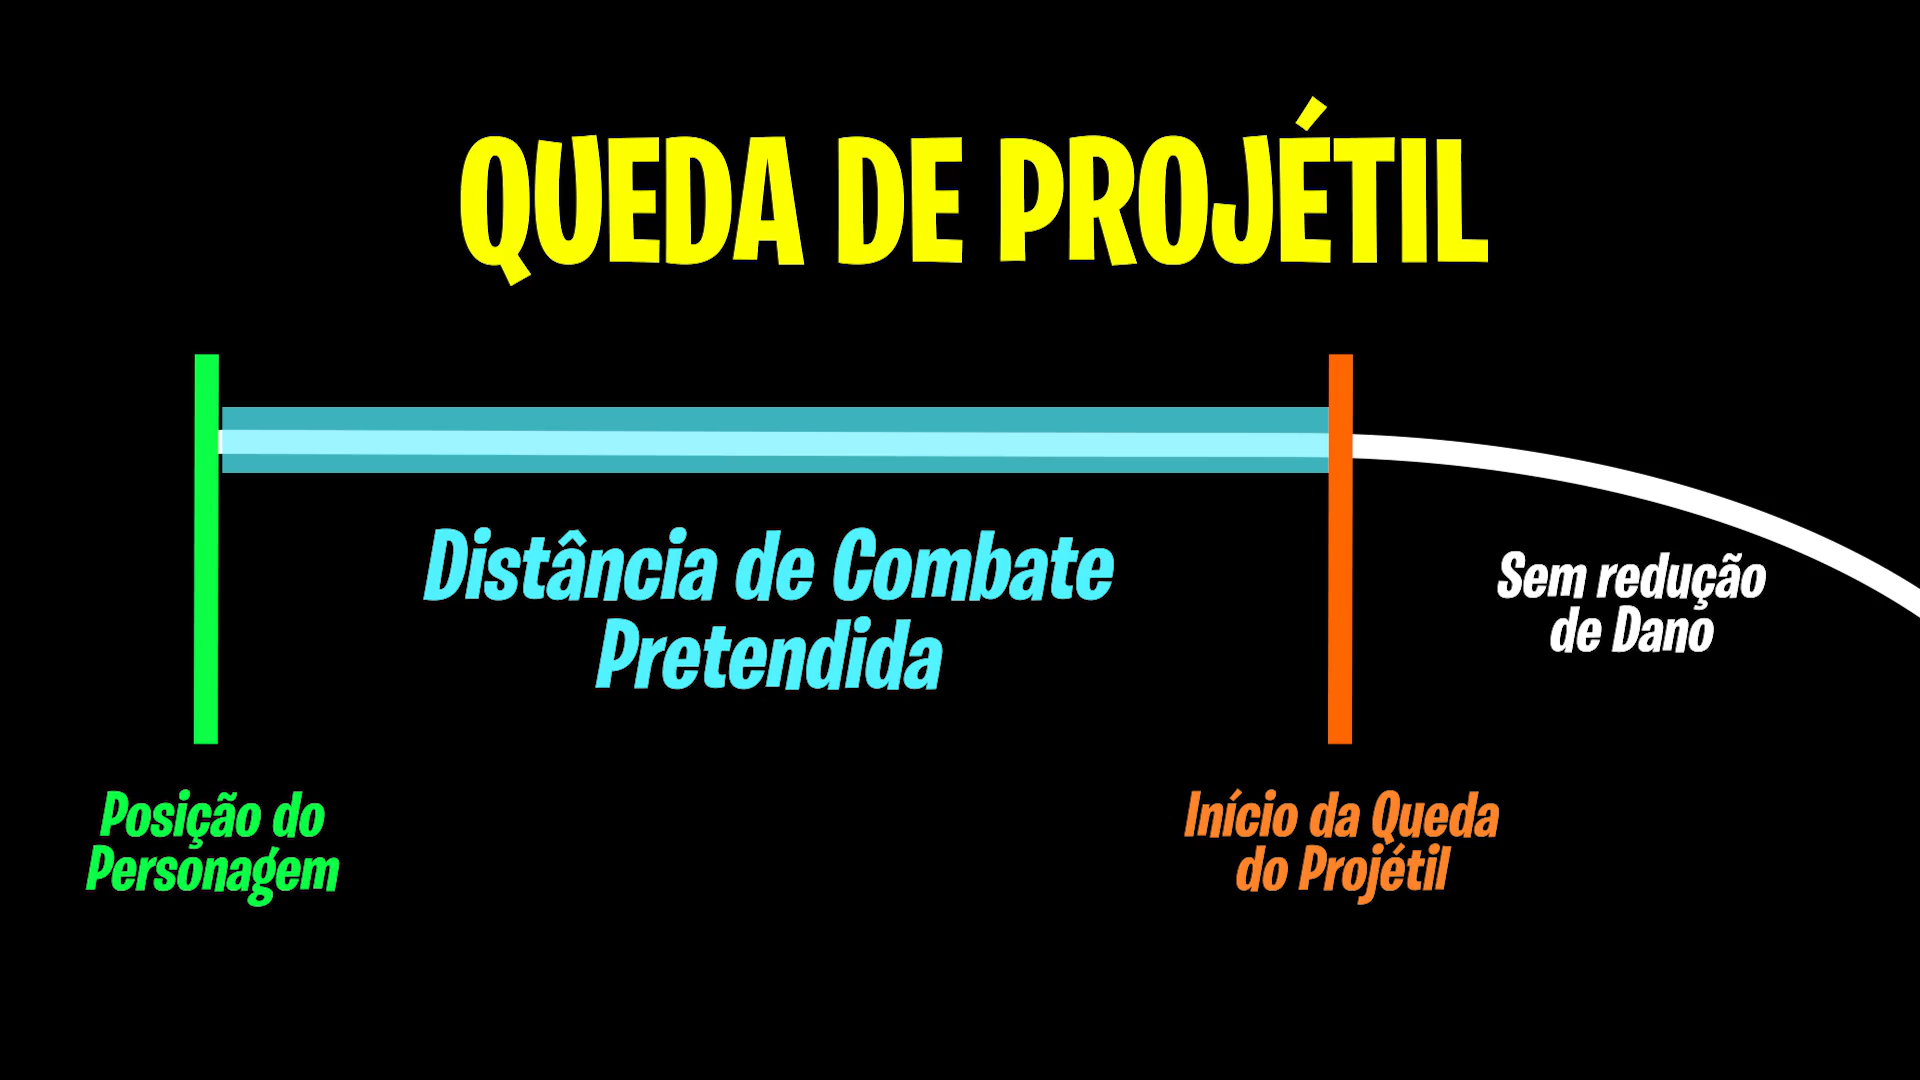 QUEDA DE PROJÉTIL
Distância de Combate
Pretendida
Sem redução
de Dano
Posição do
Personagem
Início da Queda
do Projétil